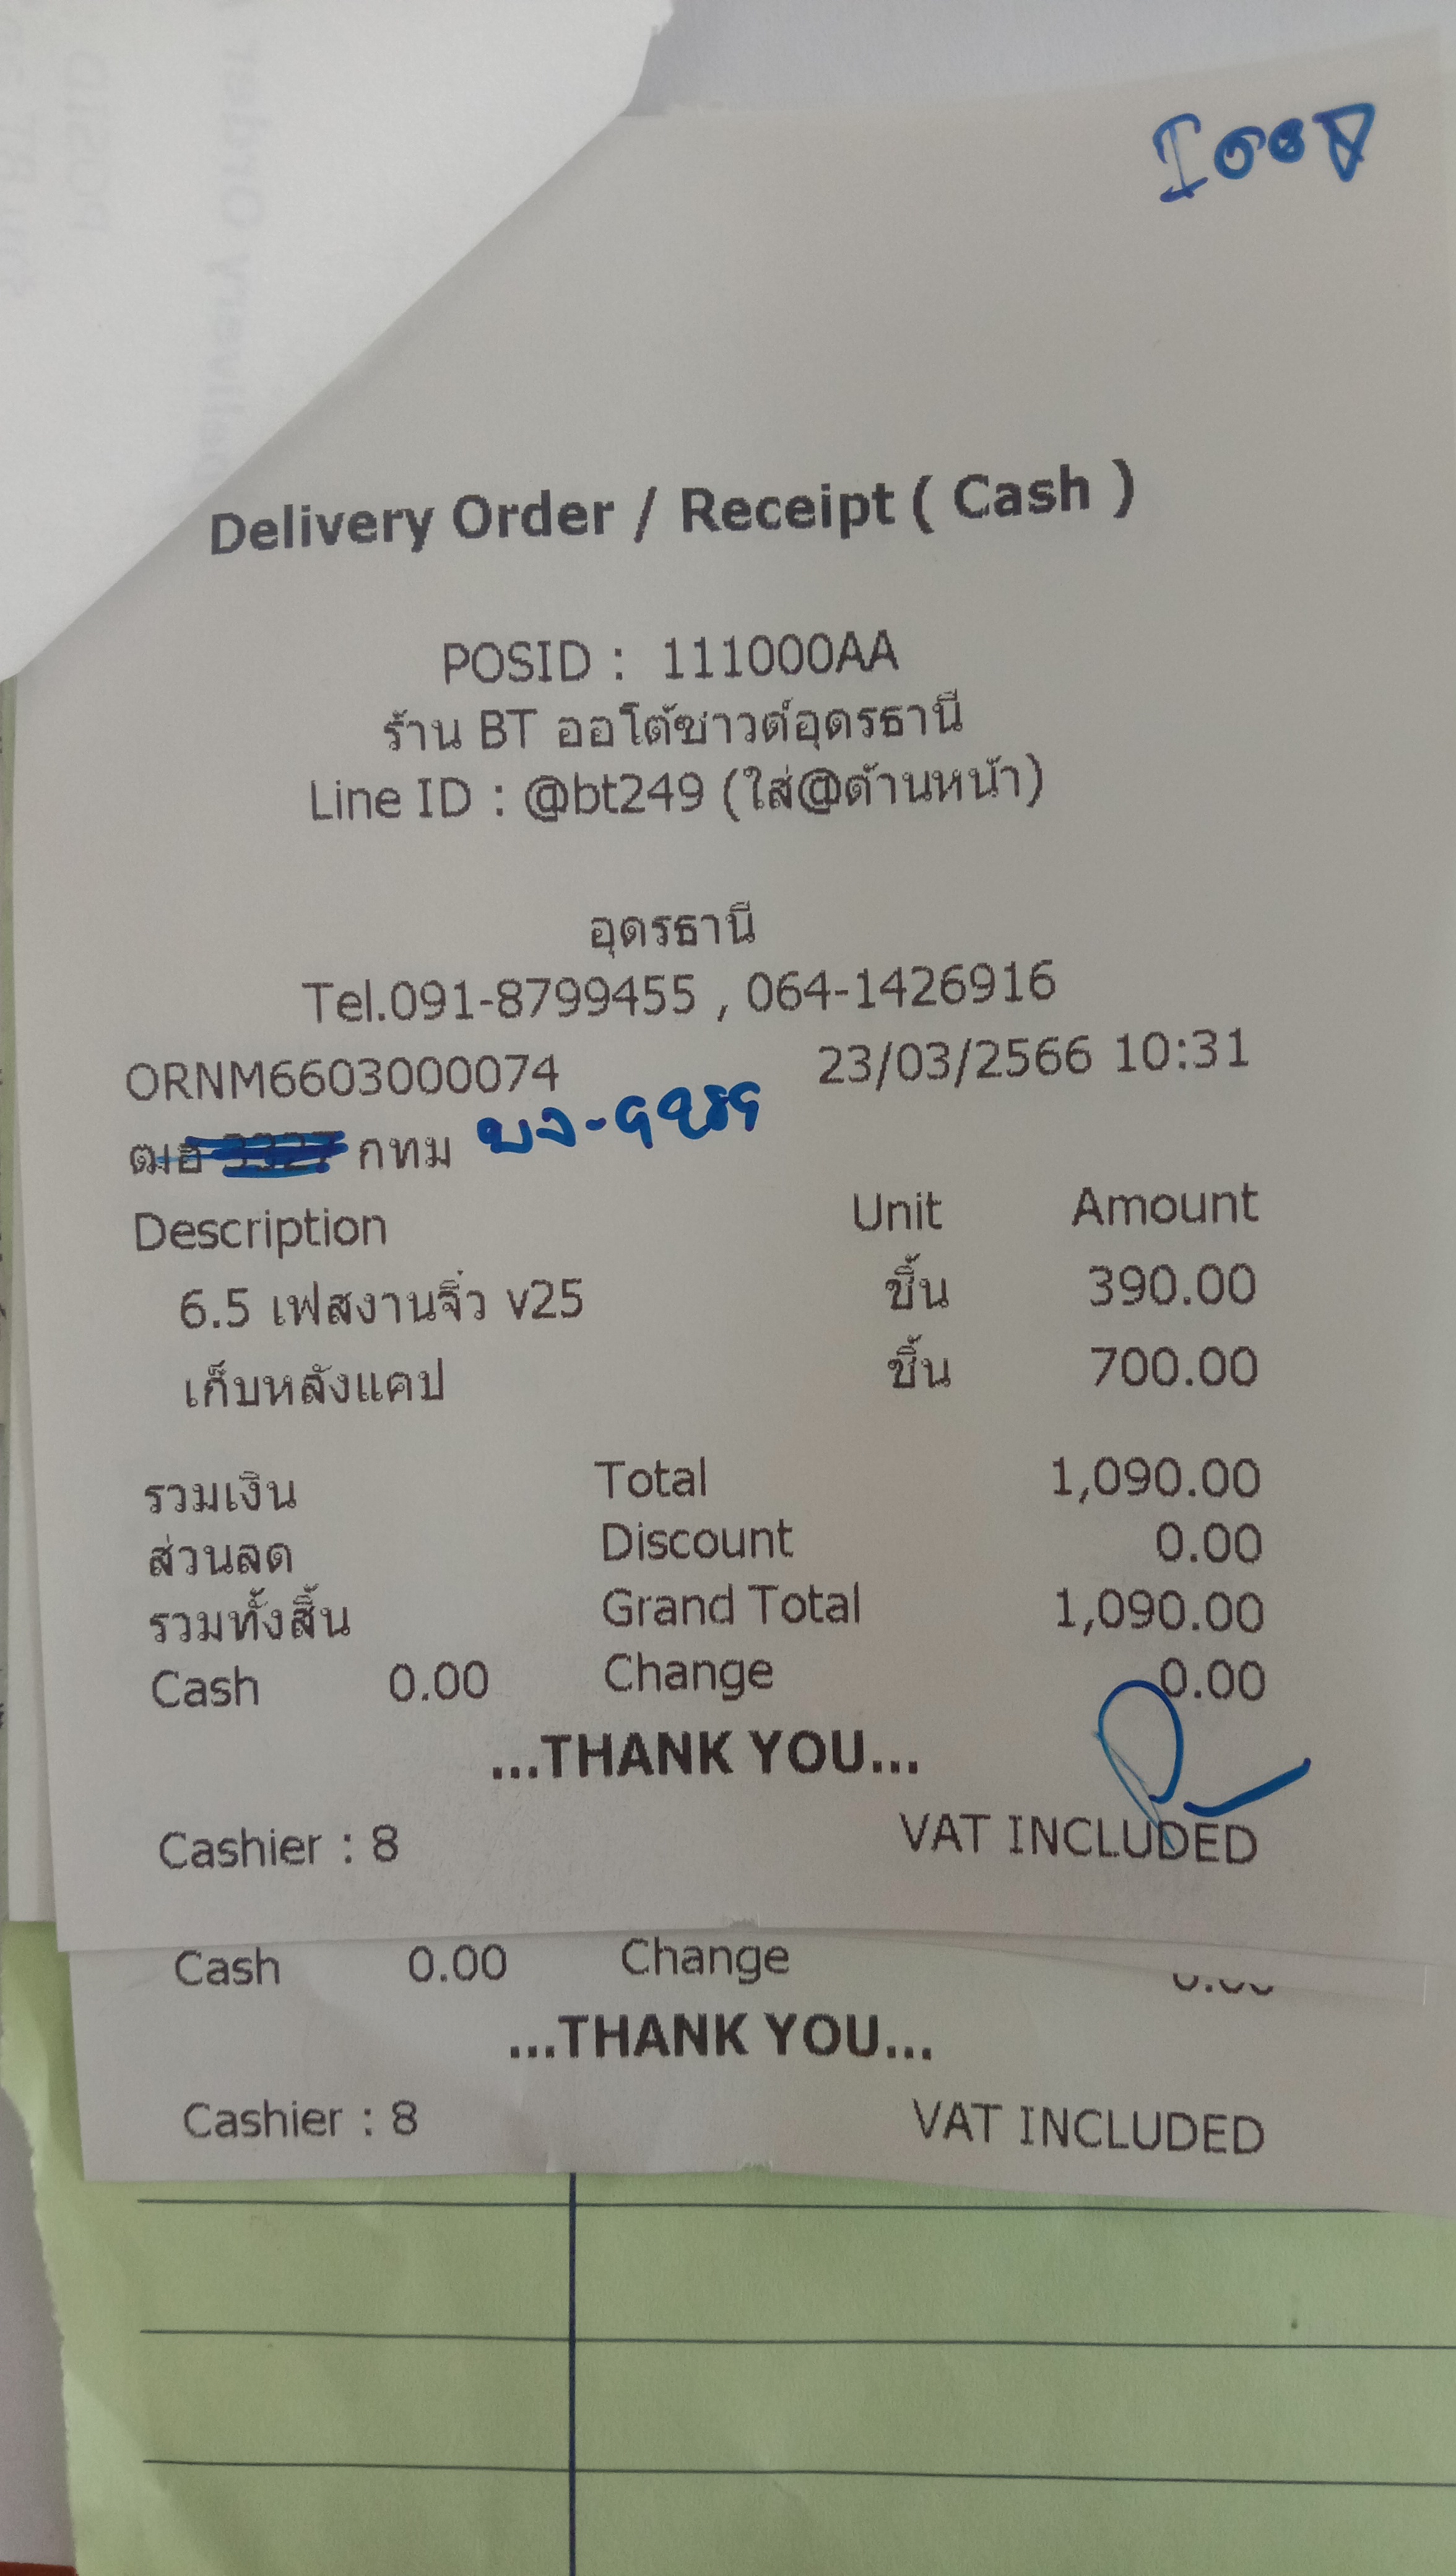 Delivery Order / Receipt ( Cash )
POSID : 111000AA
ร้าน BT ออโต้ซาวด์อุดรธานี
Line ID : @bt249 (ใส่@ด้านหน้า)
อุดรธานี
Tel.091-8799455 , 064-1426916
ORNM6603000074 23/03/2566 10:31
กทม
Description Unit Amount
6.5 เฟสงานจิ๋ว v25 ชิ้น 390.00
เก็บหลังแคป ชิ้น 700.00
รวมเงิน Total 1,090.00
ส่วนลด Discount 0.00
รวมทั้งสิ้น Grand Total 1,090.00
Cash 0.00 Change 0.00
...THANK YOU...
Cashier : 8 VAT INCLUDED
Cash 0.00 Change
...THANK YOU...
Cashier : 8 VAT INCLUDED